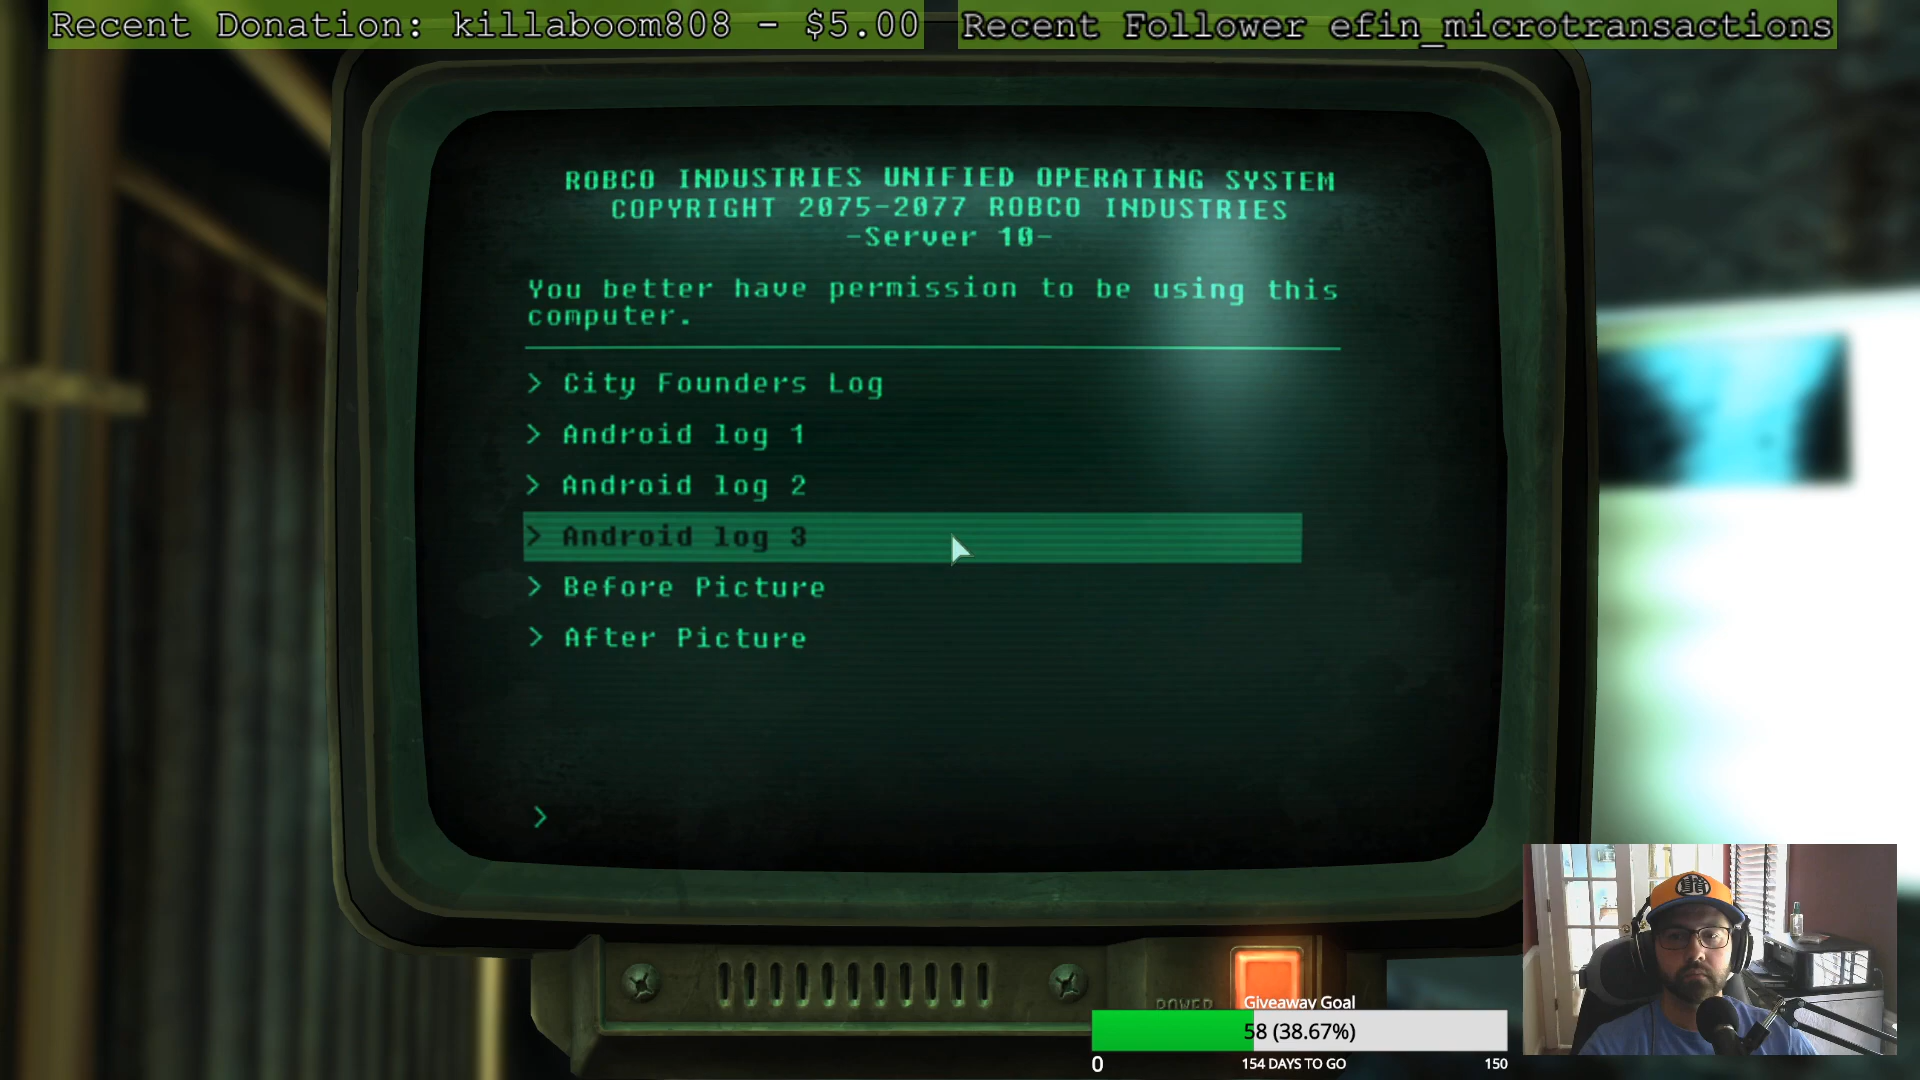 Recent Donation: killaboom808 - $5.00
Recent Follower efin_microtransactions
ROBCO INDUSTRIES UNIFIED OPERATING SYSTEM
COPYRIGHT 2075-2077 ROBCO INDUSTRIES
-Server 10-
You better have permission to be using this
computer.
> City Founders Log
> Android log 1
> Android log 2
> Android log 3
> Before Picture
> After Picture
>
POWER
Giveaway Goal
58 (38.67%)
0
154 DAYS TO GO
150